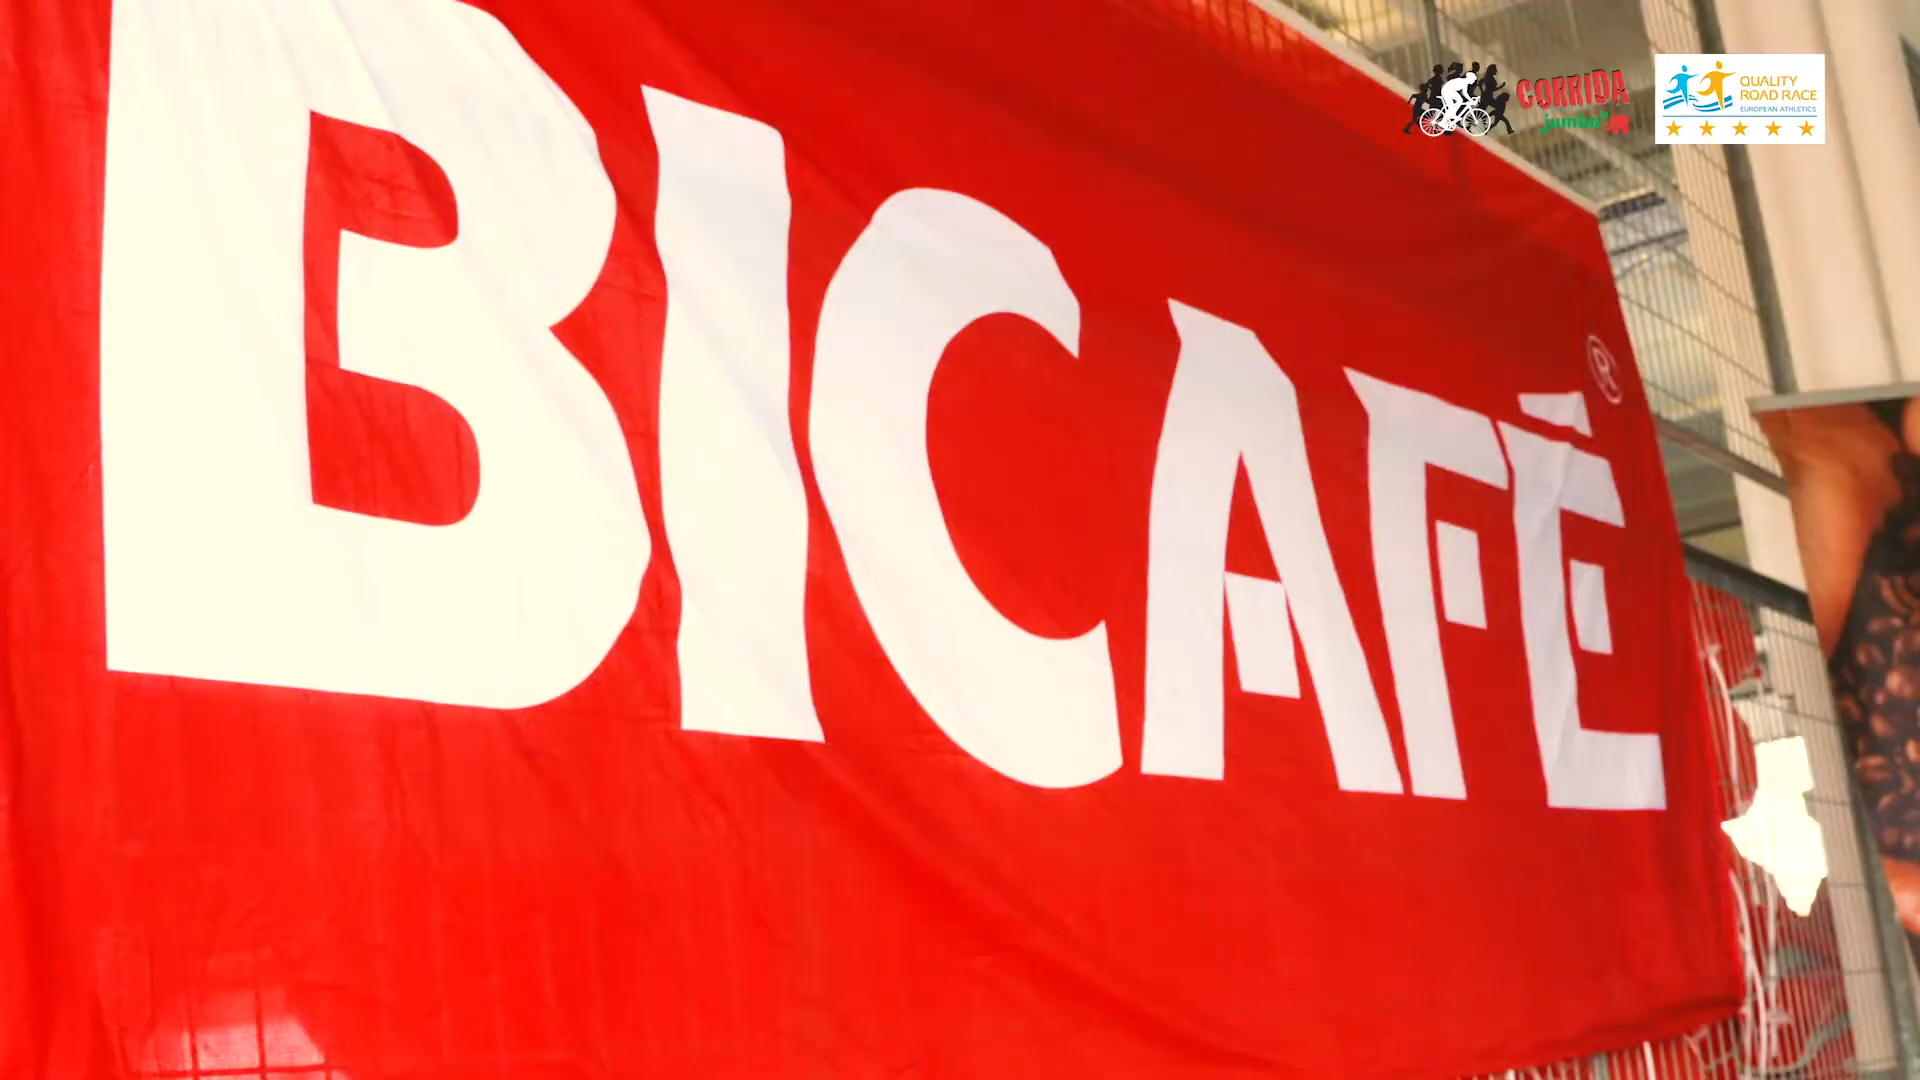 BICAFÉ
®
CORRIDA
jumbo
QUALITY
ROAD RACE
EUROPEAN ATHLETICS